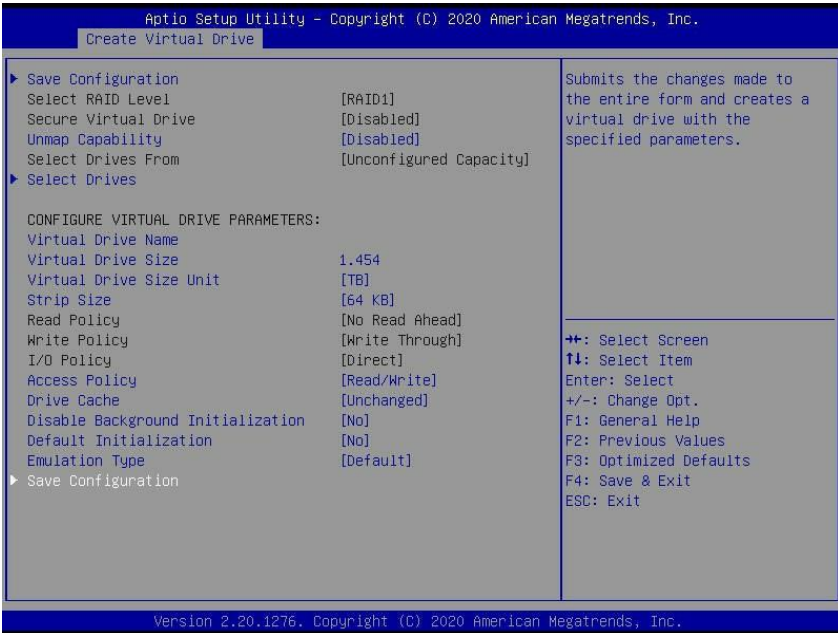 Aptio Setup Utility – Copyright (C) 2020 American Megatrends, Inc.
Create Virtual Drive
Save Configuration
Select RAID Level [RAID1]
Secure Virtual Drive [Disabled]
Unmap Capability [Disabled]
Select Drives From [Unconfigured Capacity]
Select Drives
CONFIGURE VIRTUAL DRIVE PARAMETERS:
Virtual Drive Name
Virtual Drive Size 1.454
Virtual Drive Size Unit [TB]
Strip Size [64 KB]
Read Policy [No Read Ahead]
Write Policy [Write Through]
I/O Policy [Direct]
Access Policy [Read/Write]
Drive Cache [Unchanged]
Disable Background Initialization [No]
Default Initialization [No]
Emulation Type [Default]
Save Configuration
Submits the changes made to
the entire form and creates a
virtual drive with the
specified parameters.
→←: Select Screen
↑↓: Select Item
Enter: Select
+/-: Change Opt.
F1: General Help
F2: Previous Values
F3: Optimized Defaults
F4: Save & Exit
ESC: Exit
Version 2.20.1276. Copyright (C) 2020 American Megatrends, Inc.